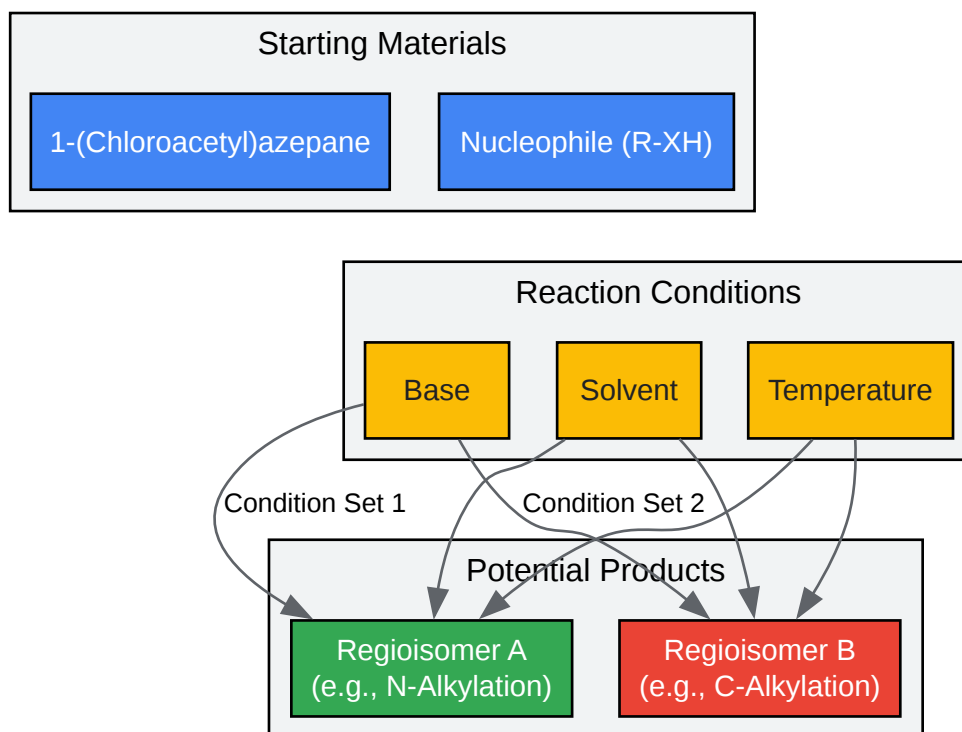 Starting Materials
1-(Chloroacetyl)azepane
Nucleophile (R-XH)
Reaction Conditions
Base
Solvent
Temperature
Condition Set 1
Condition Set 2
Potential Products
Regioisomer A
(e.g., N-Alkylation)
Regioisomer B
(e.g., C-Alkylation)